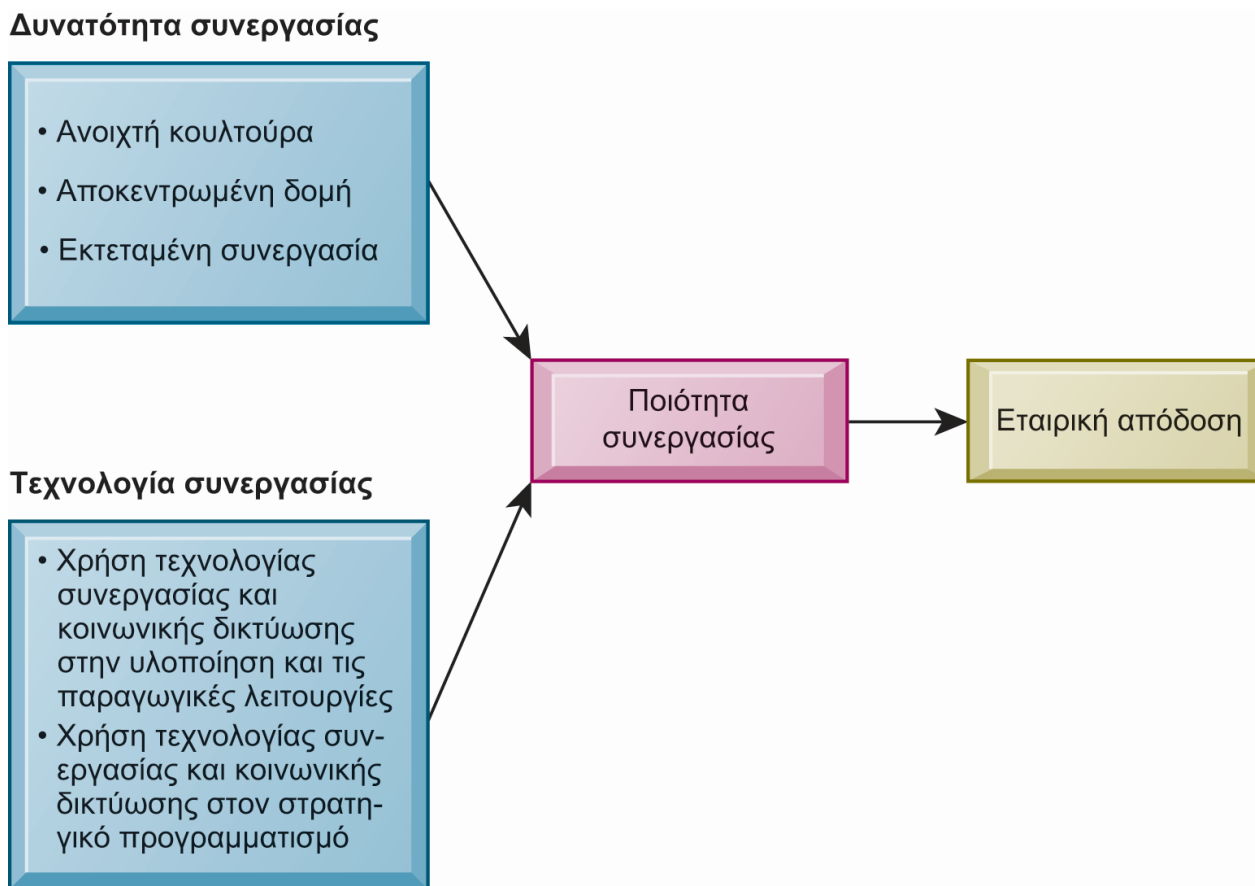 Δυνατότητα συνεργασίας
• Ανοιχτή κουλτούρα
• Αποκεντρωμένη δομή
• Εκτεταμένη συνεργασία
Ποιότητα
συνεργασίας
Εταιρική απόδοση
Τεχνολογία συνεργασίας
• Χρήση τεχνολογίας
συνεργασίας και
κοινωνικής δικτύωσης
στην υλοποίηση και τις
παραγωγικές λειτουργίες
• Χρήση τεχνολογίας συν-
εργασίας και κοινωνικής
δικτύωσης στον στρατη-
γικό προγραμματισμό